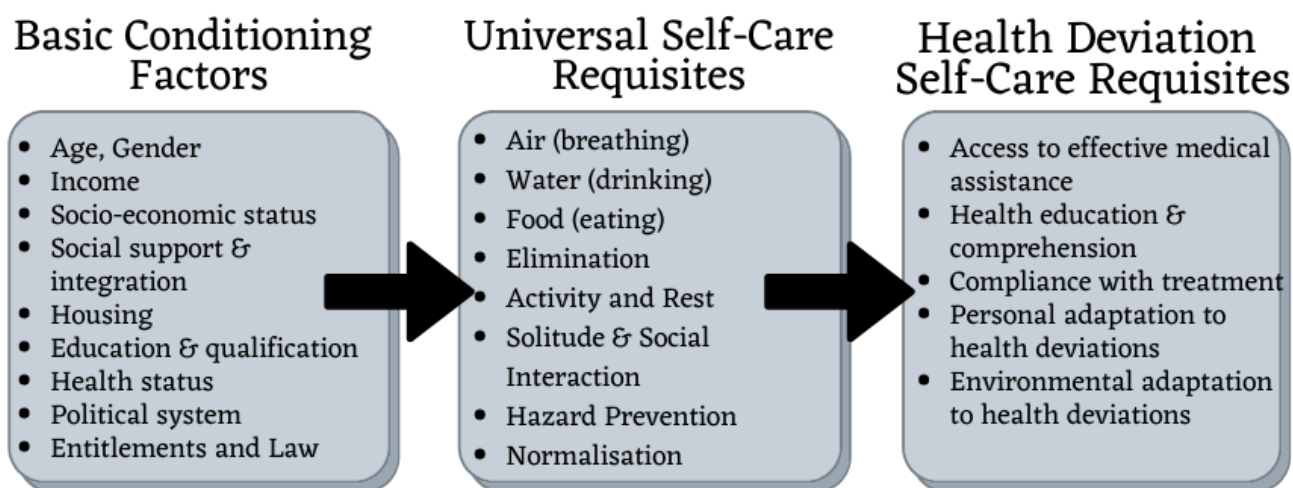 Basic Conditioning
Factors
• Age, Gender
• Income
• Socio-economic status
• Social support &
integration
• Housing
• Education & qualification
• Health status
• Political system
• Entitlements and Law
Universal Self-Care
Requisites
• Air (breathing)
• Water (drinking)
• Food (eating)
• Elimination
• Activity and Rest
• Solitude & Social
Interaction
• Hazard Prevention
• Normalisation
Health Deviation
Self-Care Requisites
• Access to effective medical
assistance
• Health education &
comprehension
• Compliance with treatment
• Personal adaptation to
health deviations
• Environmental adaptation
to health deviations